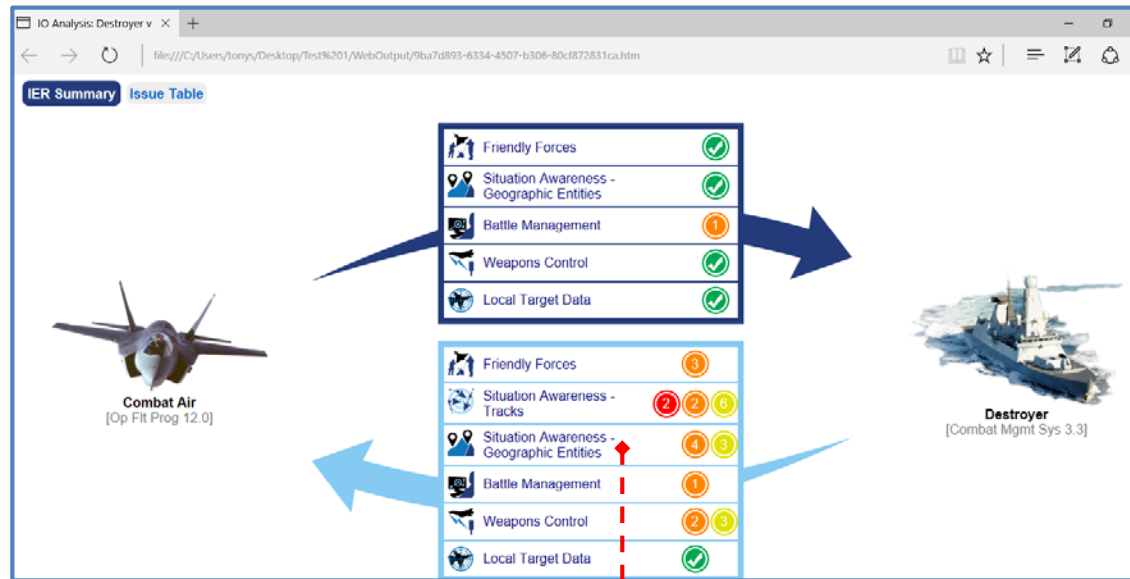 IO Analysis: Destroyer v
file:///C:/Users/tonys/Desktop/Test%201/WebOutput/9ba7d893-6334-4507-b306-80cf872831ca.htm
IER Summary
Issue Table
Friendly Forces
Situation Awareness -
Geographic Entities
Battle Management
1
Weapons Control
Local Target Data
Combat Air
[Op Flt Prog 12.0]
Destroyer
[Combat Mgmt Sys 3.3]
Friendly Forces
3
Situation Awareness -
Tracks
2 2 6
Situation Awareness -
Geographic Entities
4 3
Battle Management
1
Weapons Control
2 3
Local Target Data